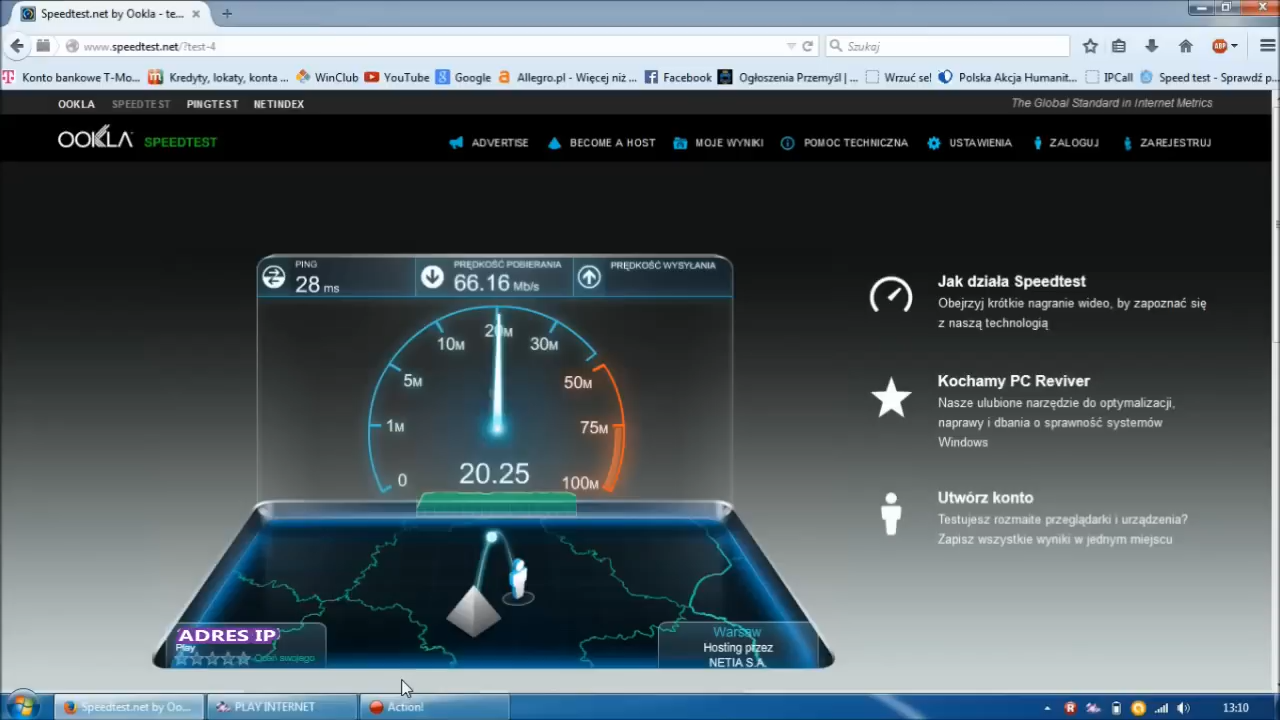 Speedtest.net by Ookla - te...
www.speedtest.net/?test-4
Szukaj
ABP
Konto bankowe T-Mo...
Kredyty, lokaty, konta ...
WinClub
YouTube
Google
Allegro.pl - Więcej niż ...
Facebook
Ogłoszenia Przemyśl | ...
Wrzuć se!
Polska Akcja Humanit...
IPCall
Speed test - Sprawdź p...
OOKLA SPEEDTEST PINGTEST NETINDEX
The Global Standard in Internet Metrics
OOKLA SPEEDTEST
ADVERTISE
BECOME A HOST
MOJE WYNIKI
POMOC TECHNICZNA
USTAWIENIA
ZALOGUJ
ZAREJESTRUJ
PING
28 ms
PRĘDKOŚĆ POBIERANIA
66.16 Mb/s
PRĘDKOŚĆ WYSYŁANIA
20M
10M
30M
5M
50M
1M
75M
0
20.25
100M
Jak działa Speedtest
Obejrzyj krótkie nagranie wideo, by zapoznać się
z naszą technologią
Kochamy PC Reviver
Nasze ulubione narzędzie do optymalizacji,
naprawy i dbania o sprawność systemów
Windows
Utwórz konto
Testujesz rozmaite przeglądarki i urządzenia?
Zapisz wszystkie wyniki w jednym miejscu
ADRES IP
Play
Oceń swojego
Warsaw
Hosting przez
NETIA S.A.
Speedtest.net by Oo...
PLAY INTERNET
Action!
13:10